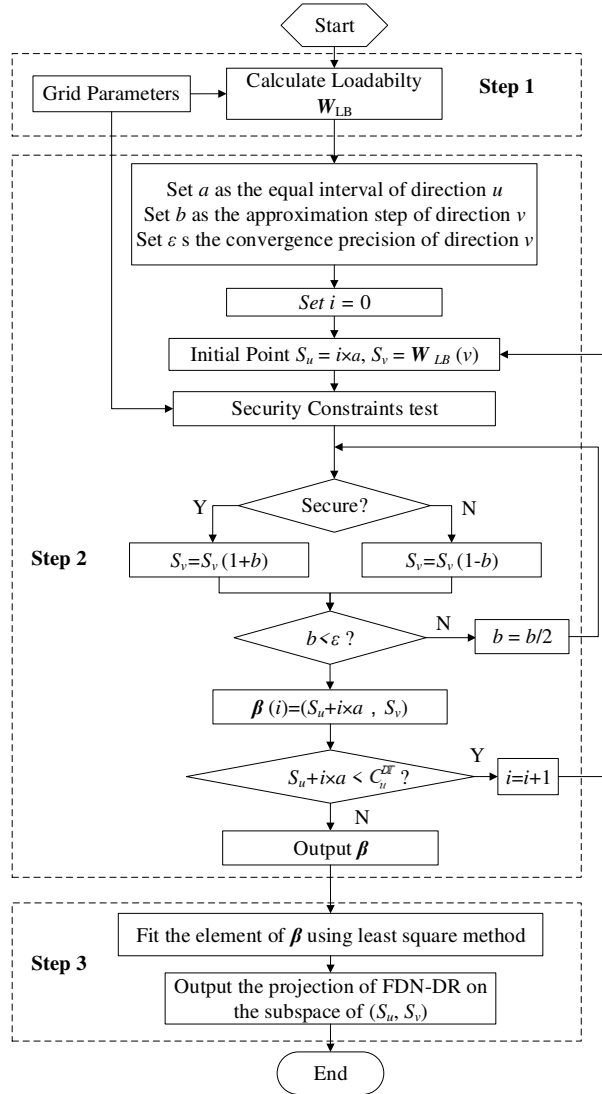 Start
Step 1
Grid Parameters
Calculate Loadabilty
W_LB
Set a as the equal interval of direction u
Set b as the approximation step of direction v
Set ε s the convergence precision of direction v
Set i = 0
Initial Point S_u = i×a, S_v = W_LB (v)
Security Constraints test
Secure?
Y
N
Step 2
S_v=S_v (1+b)
S_v=S_v (1-b)
b<ε ?
N
b = b/2
β (i)=(S_u+i×a , S_v)
S_u+i×a < C_u^DT ?
Y
i=i+1
N
Output β
Step 3
Fit the element of β using least square method
Output the projection of FDN-DR on
the subspace of (S_u, S_v)
End